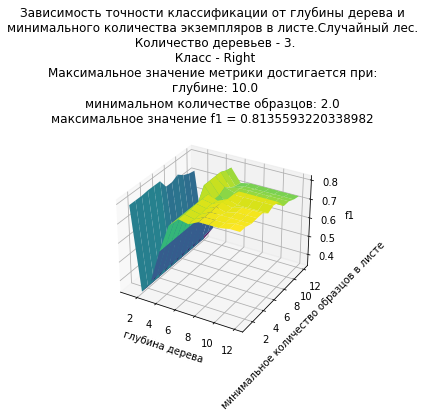 Зависимость точности классификации от глубины дерева и
минимального количества экземпляров в листе.Случайный лес.
Количество деревьев - 3.
Класс - Right
Максимальное значение метрики достигается при:
глубине: 10.0
минимальном количестве образцов: 2.0
максимальное значение f1 = 0.8135593220338982
0.8
0.7
0.6
0.5
0.4
f1
2
4
6
8
10
12
глубина дерева
2
4
6
8
10
12
минимальное количество образцов в листе